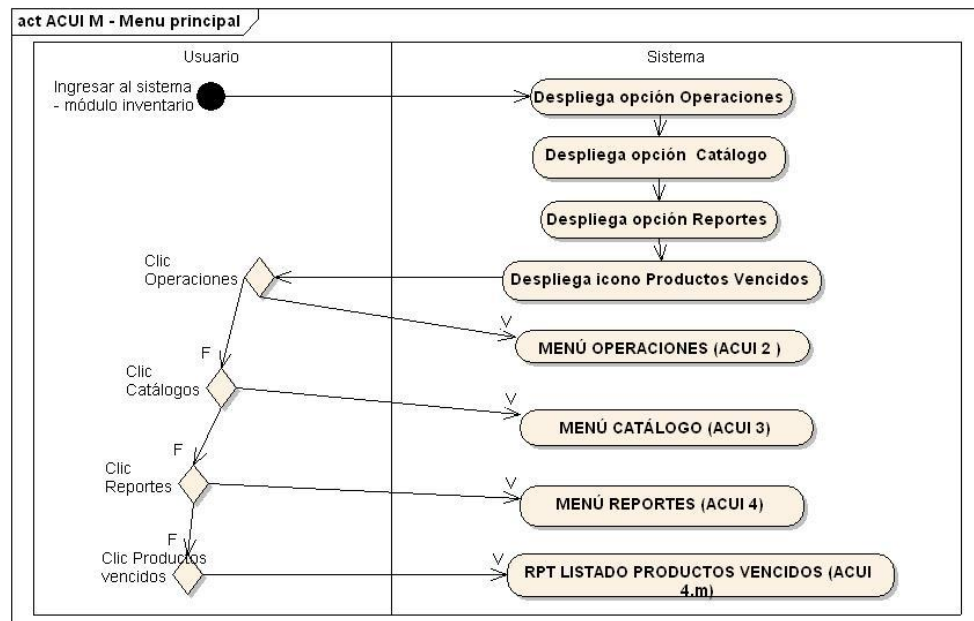 act ACUI M - Menu principal
Usuario
Sistema
Ingresar al sistema
- módulo inventario
Despliega opción Operaciones
Despliega opción  Catálogo
Despliega opción Reportes
Despliega icono Productos Vencidos
Clic
Operaciones
V
MENÚ OPERACIONES (ACUI 2 )
F
Clic
Catálogos
V
MENÚ CATÁLOGO (ACUI 3)
F
Clic
Reportes
V
MENÚ REPORTES (ACUI 4)
F
Clic Productos
vencidos
V
RPT LISTADO PRODUCTOS VENCIDOS (ACUI
4.m)